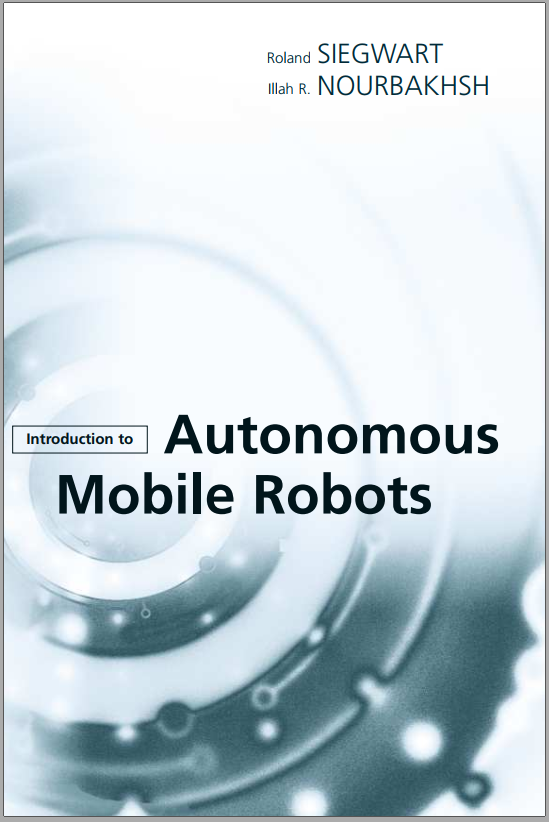 Roland SIEGWART
Illah R. NOURBAKHSH
Introduction to Autonomous
Mobile Robots